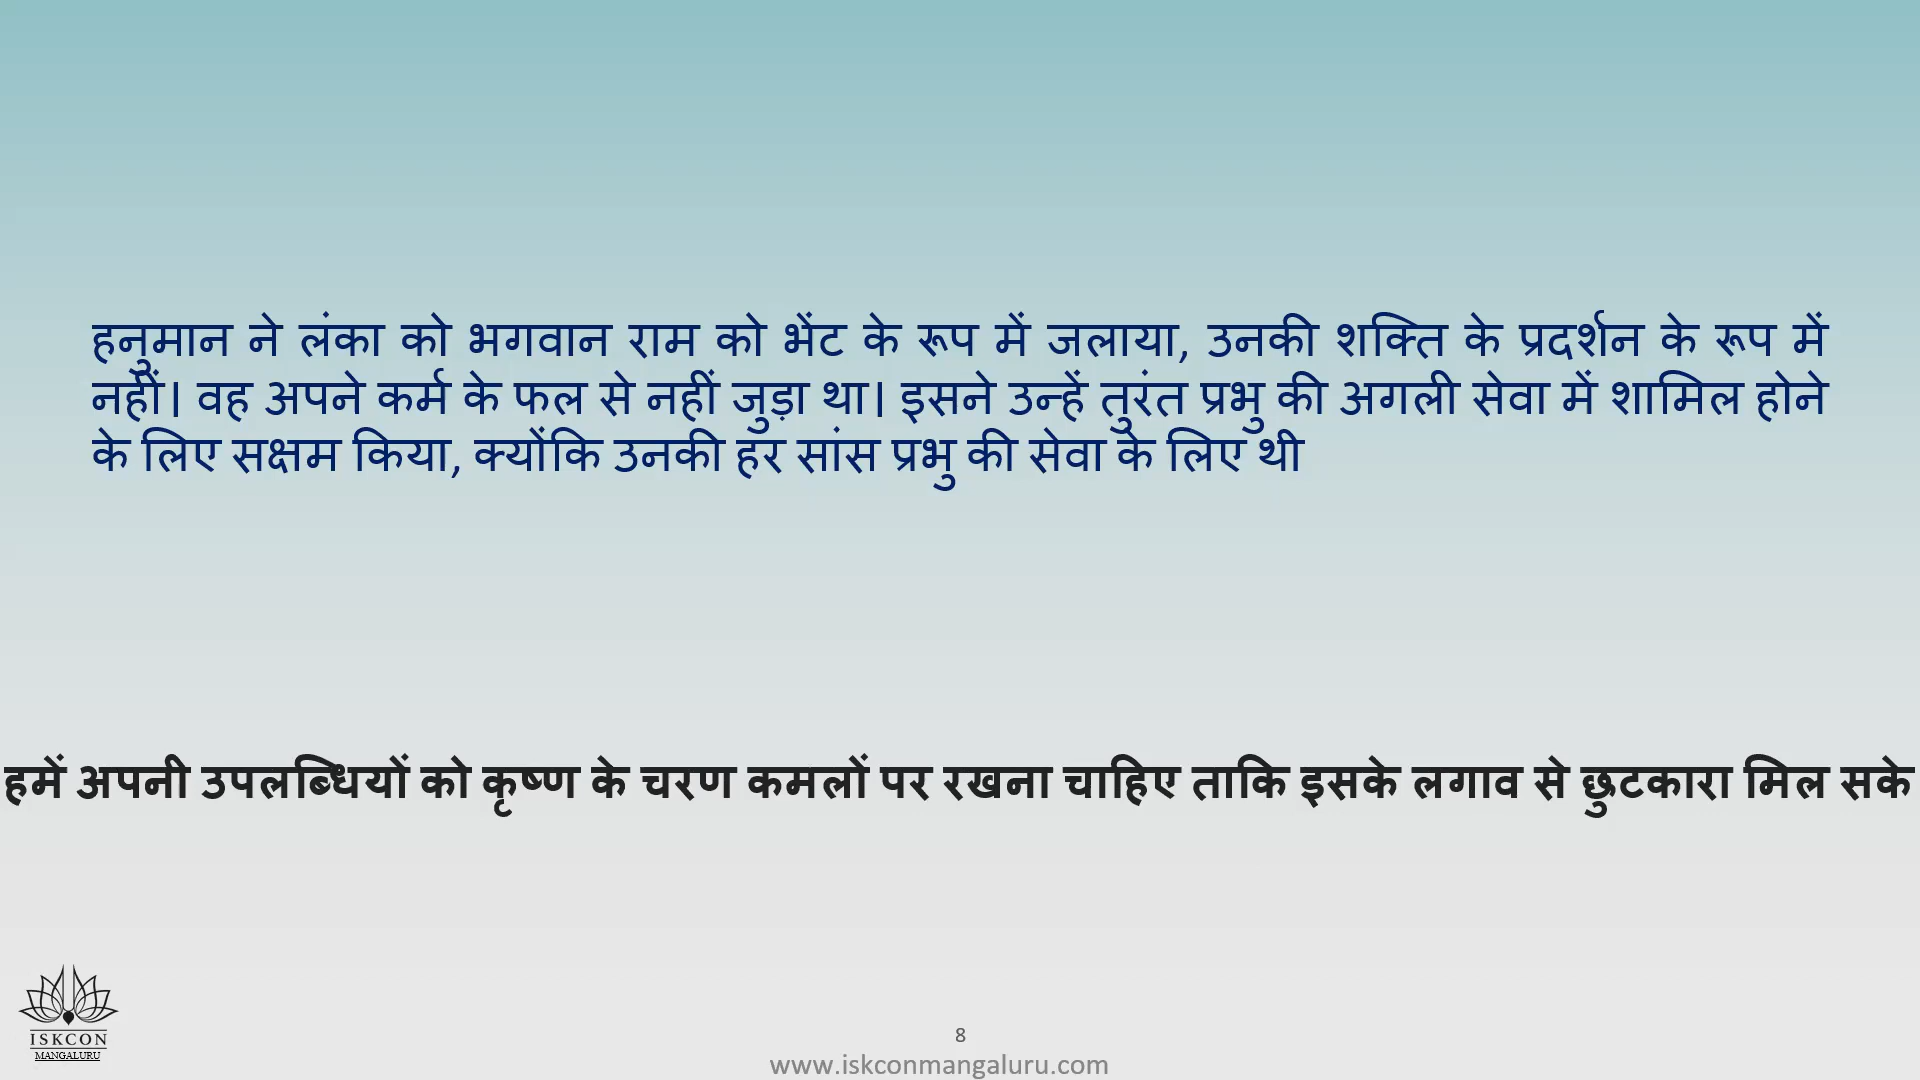 हनुमान ने लंका को भगवान राम को भेंट के रूप में जलाया, उनकी शक्ति के प्रदर्शन के रूप में
नहीं। वह अपने कर्म के फल से नहीं जुड़ा था। इसने उन्हें तुरंत प्रभु की अगली सेवा में शामिल होने
के लिए सक्षम किया, क्योंकि उनकी हर सांस प्रभु की सेवा के लिए थी
हमें अपनी उपलब्धियों को कृष्ण के चरण कमलों पर रखना चाहिए ताकि इसके लगाव से छुटकारा मिल सके
ISKCON
MANGALURU
8
www.iskconmangaluru.com